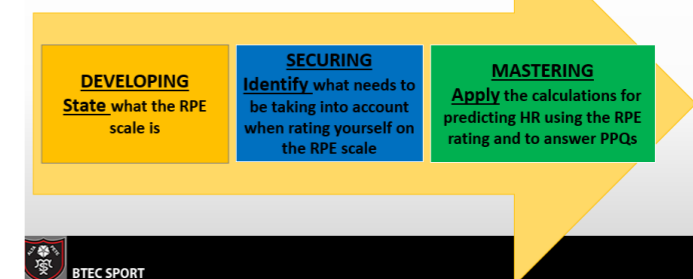 DEVELOPING
State what the RPE
scale is
SECURING
Identify what needs to
be taking into account
when rating yourself on
the RPE scale
MASTERING
Apply the calculations for
predicting HR using the RPE
rating and to answer PPQs
BTEC SPORT